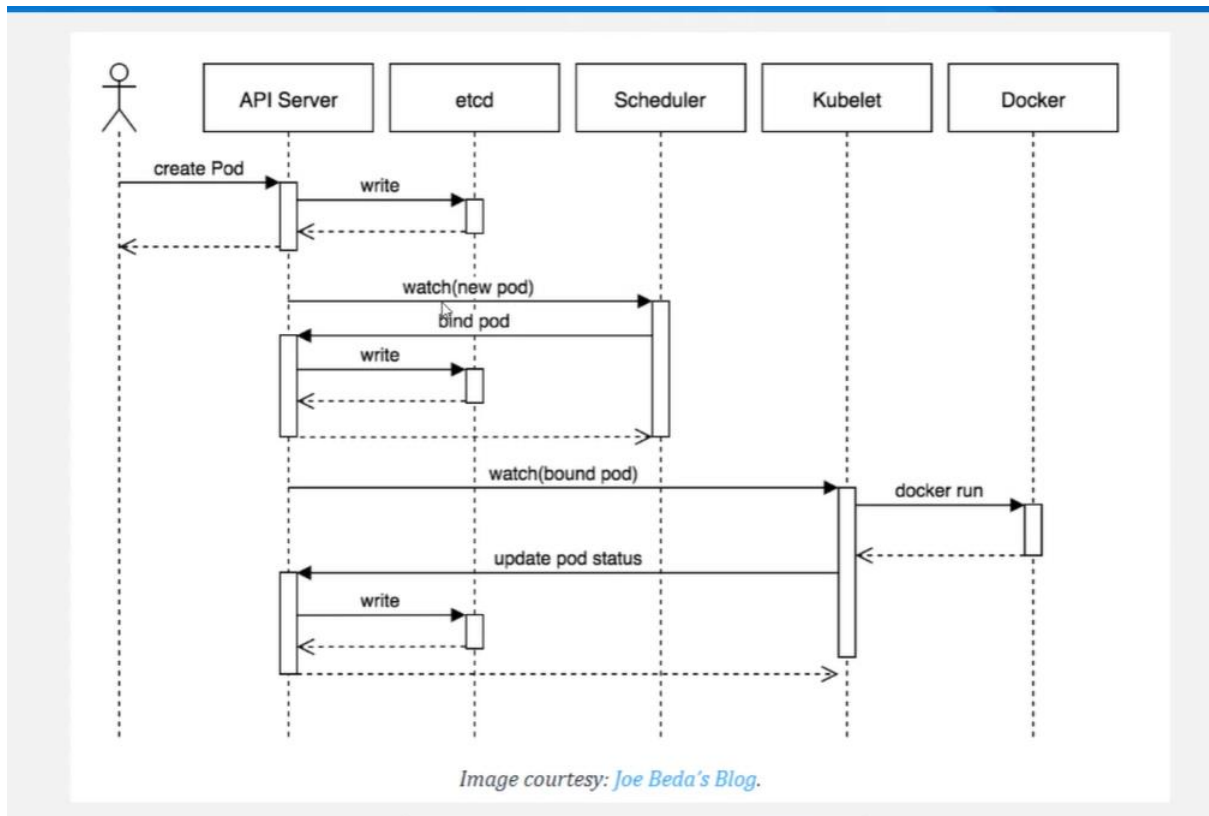 API Server
etcd
Scheduler
Kubelet
Docker
create Pod
write
watch(new pod)
bind pod
write
watch(bound pod)
docker run
update pod status
write
Image courtesy: Joe Beda's Blog.